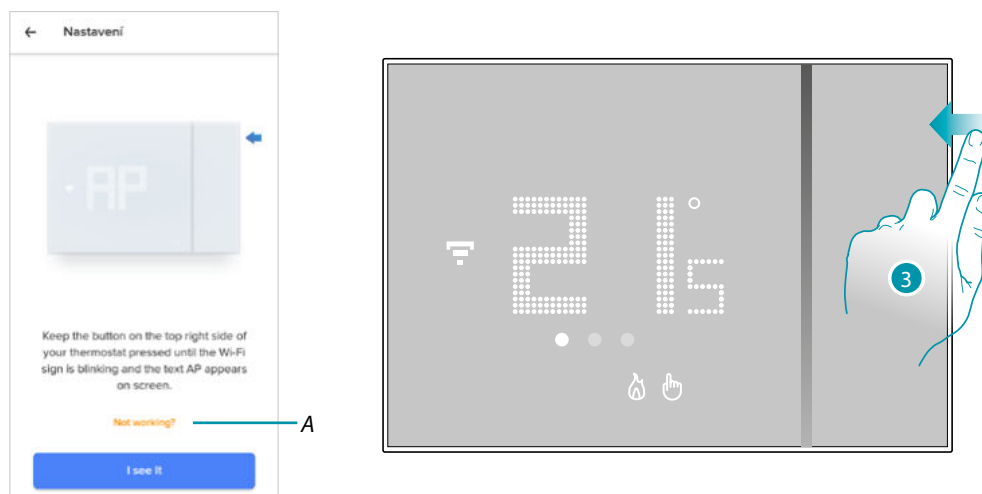 ← Nastavení
AP
Keep the button on the top right side of
your thermostat pressed until the Wi-Fi
sign is blinking and the text AP appears
on screen.
Not working?
A
I see It
21°5
3